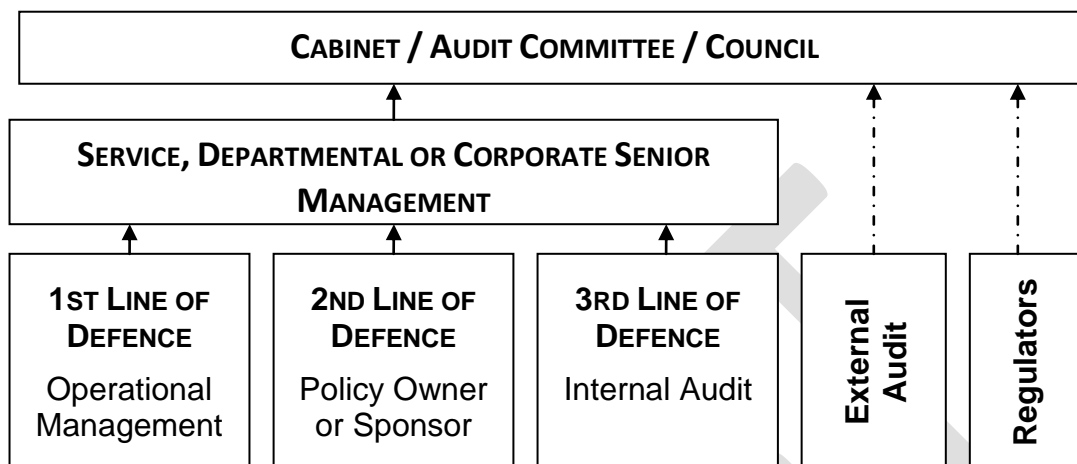 CABINET / AUDIT COMMITTEE / COUNCIL
SERVICE, DEPARTMENTAL OR CORPORATE SENIOR
MANAGEMENT
1ST LINE OF
DEFENCE
Operational
Management
2ND LINE OF
DEFENCE
Policy Owner
or Sponsor
3RD LINE OF
DEFENCE
Internal Audit
External
Audit
Regulators